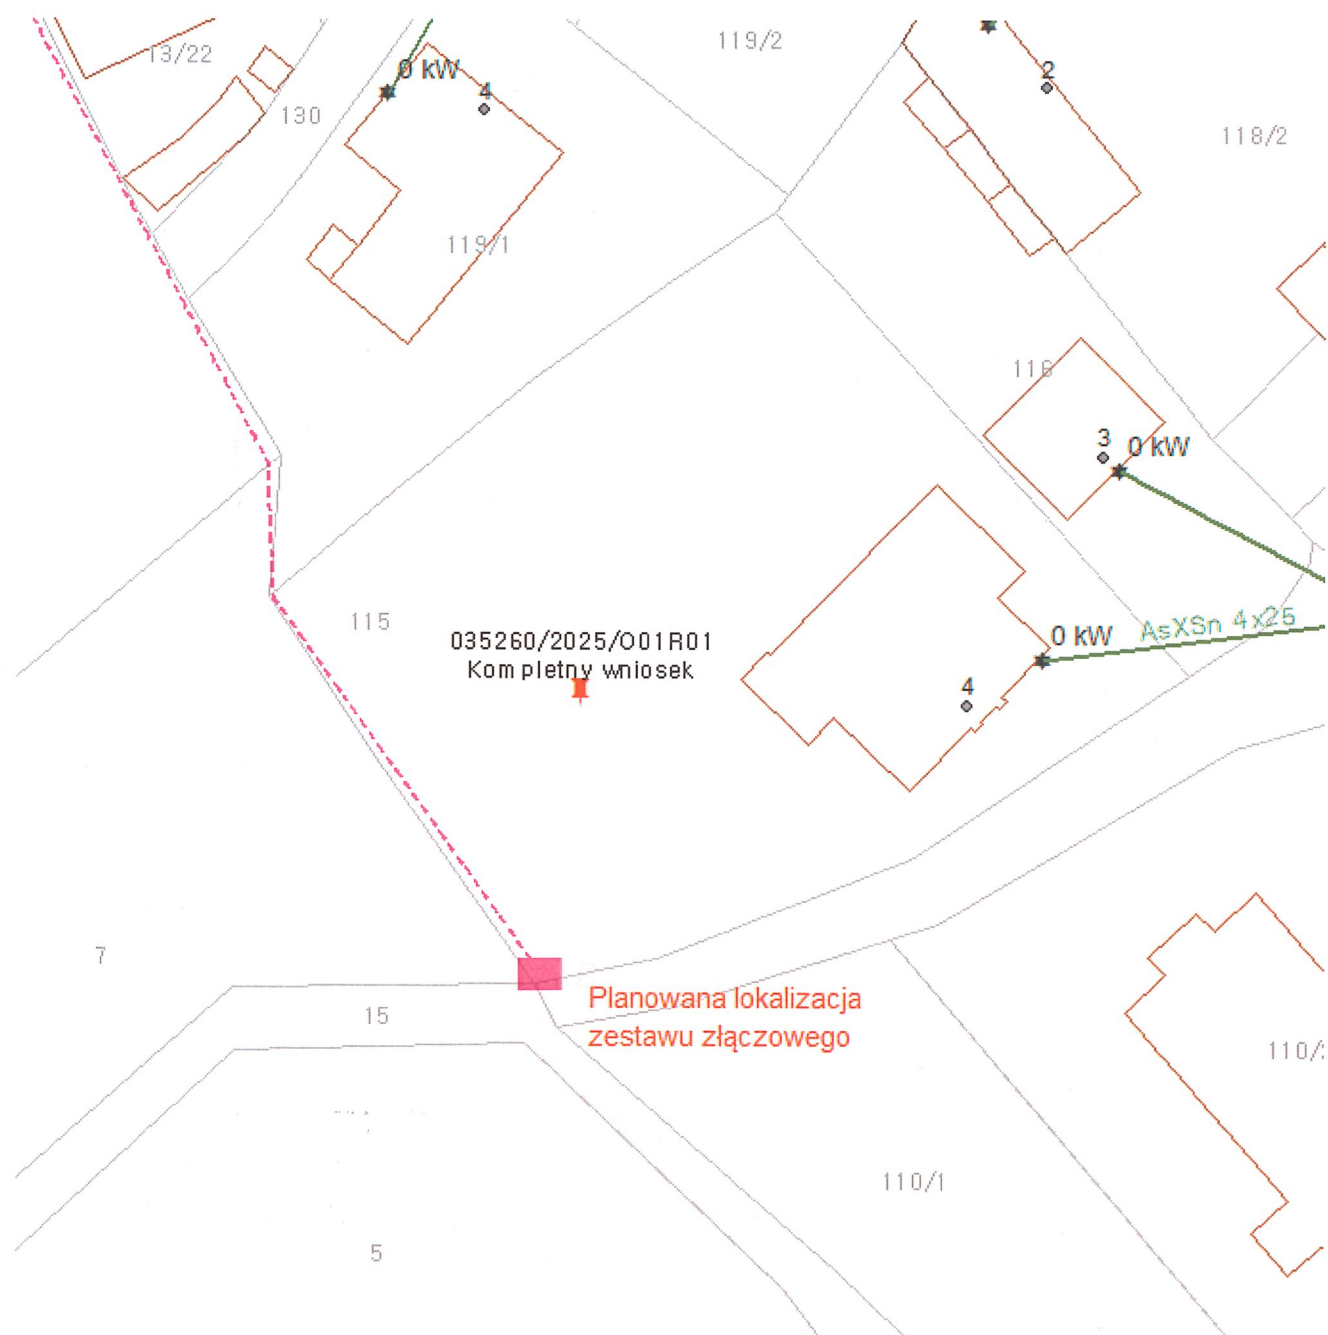 119/2
13/22
0 kW
2
4
130
118/2
119/1
116
3
0 kW
115
035260/2025/O01R01
Kompletny wniosek
0 kW
AsXSn 4x25
4
7
Planowana lokalizacja
zestawu złączowego
15
110/1
5